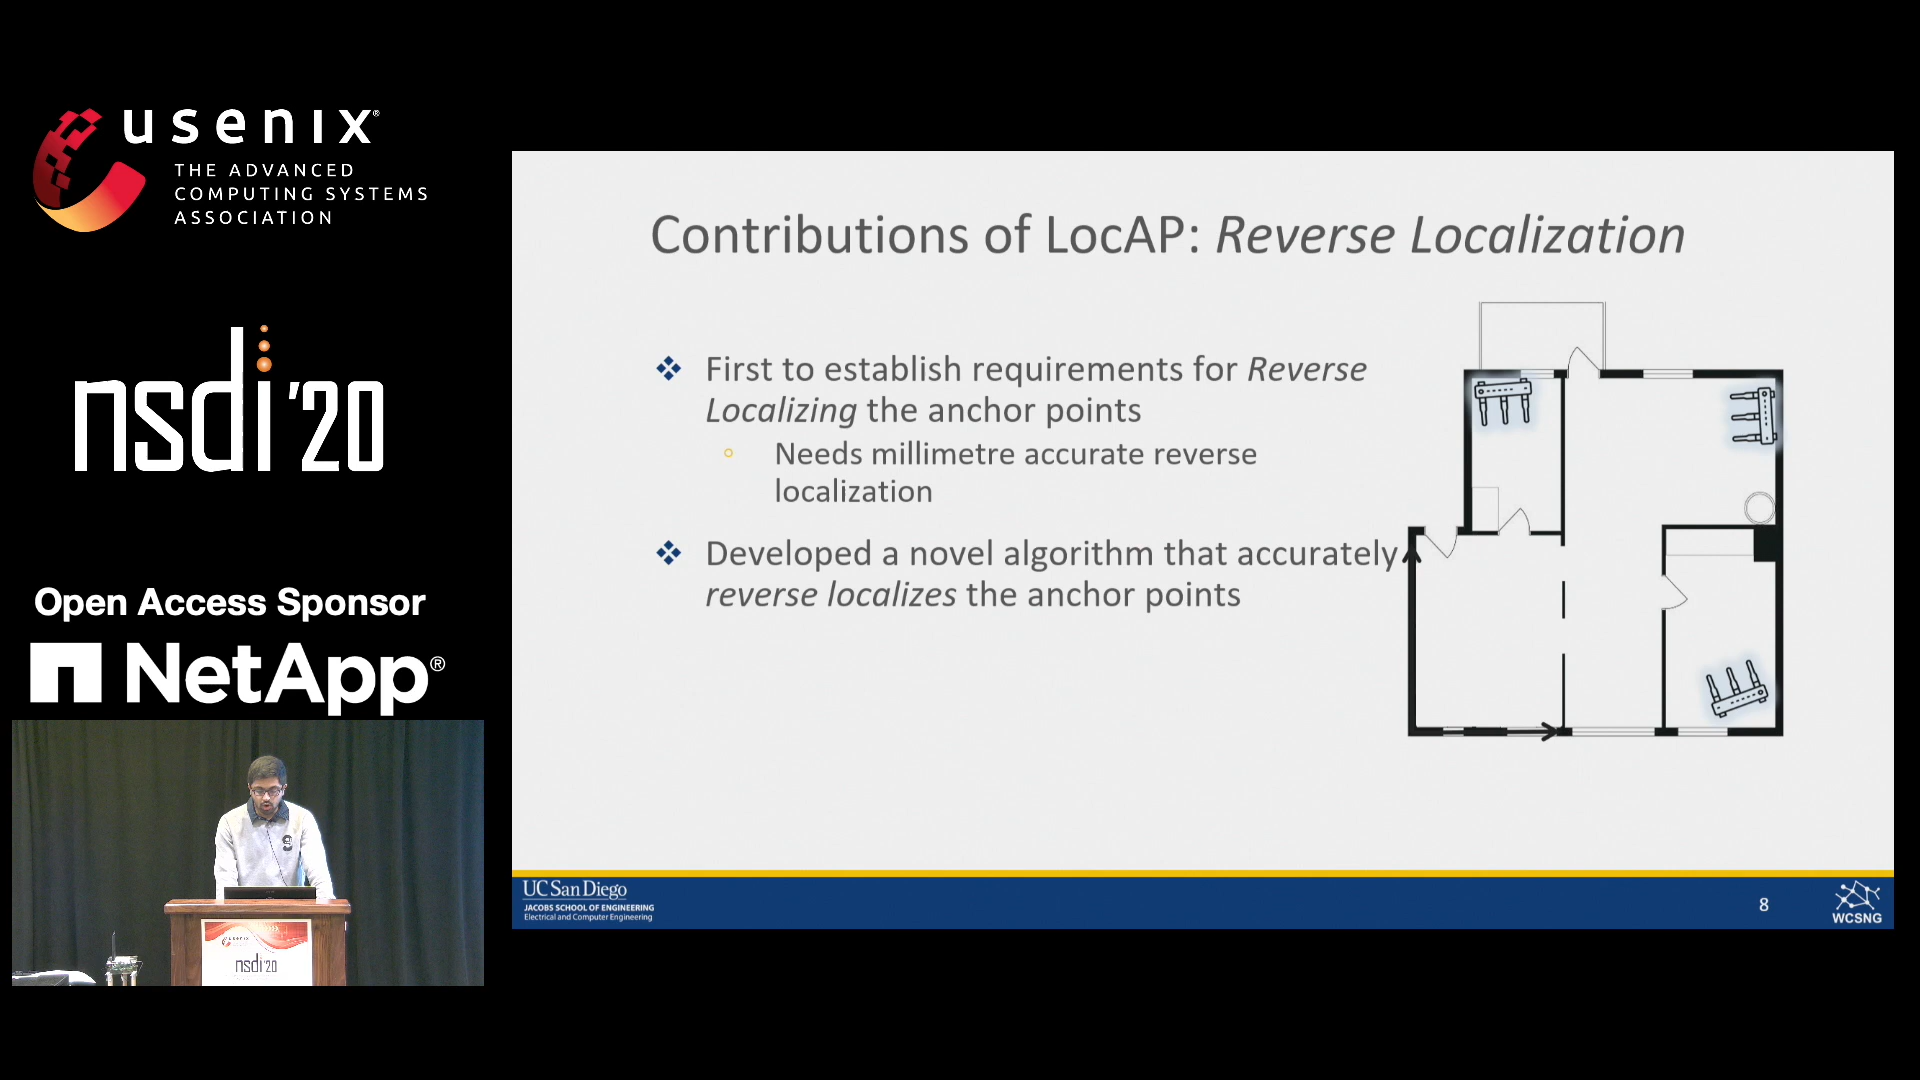 usenix®
THE ADVANCED
COMPUTING SYSTEMS
ASSOCIATION
nsdi '20
Open Access Sponsor
NetApp®
usenix
nsdi '20
Contributions of LocAP: Reverse Localization
❖ First to establish requirements for Reverse
Localizing the anchor points
○ Needs millimetre accurate reverse
localization
❖ Developed a novel algorithm that accurately
reverse localizes the anchor points
UC San Diego
JACOBS SCHOOL OF ENGINEERING
Electrical and Computer Engineering
8
WCSNG